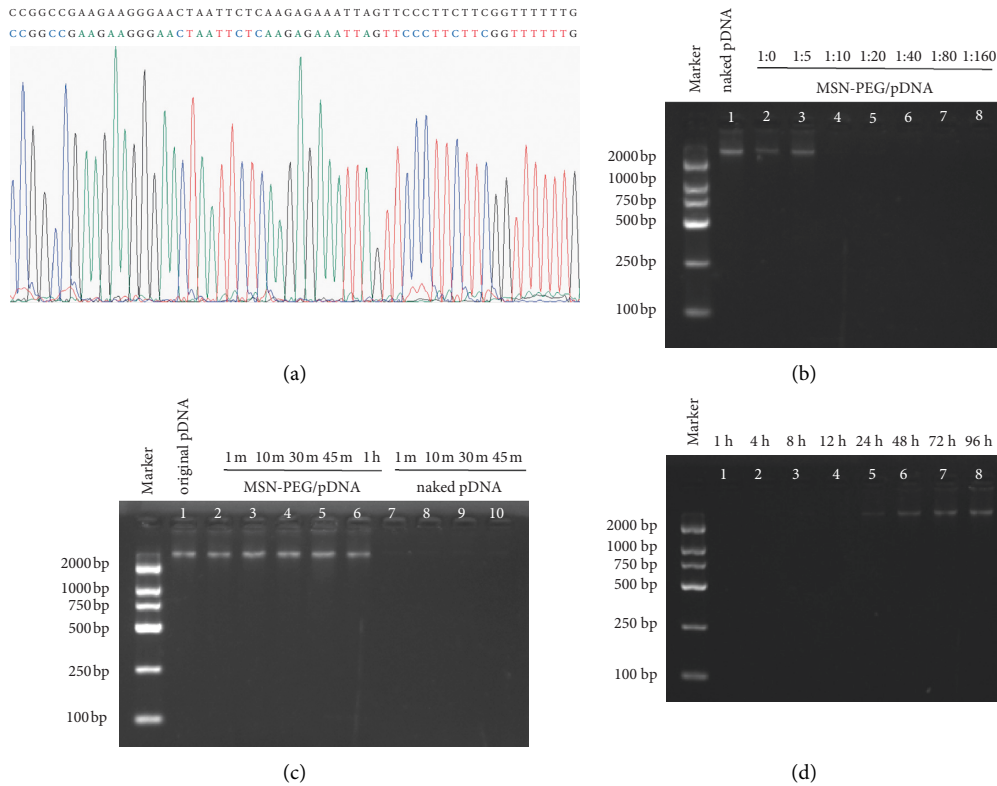 CCGGCCGAAGAAGGGAACTAATTCTCAAGAGAAATTAGTTCCCTTCTTCGGTTTTTTG
CCGGCCGAAGAAGGGAACTAATTCTCAAGAGAAATTAGTTCCCTTCTTCGGTTTTTTG
(a)
Marker
naked pDNA
1:0 1:5 1:10 1:20 1:40 1:80 1:160
MSN-PEG/pDNA
1 2 3 4 5 6 7 8
2000 bp
1000 bp
750 bp
500 bp
250 bp
100 bp
(b)
Marker
original pDNA
1 m 10 m 30 m 45 m 1 h 1 m 10 m 30 m 45 m
MSN-PEG/pDNA naked pDNA
1 2 3 4 5 6 7 8 9 10
2000 bp
1000 bp
750 bp
500 bp
250 bp
100 bp
(c)
Marker
1 h 4 h 8 h 12 h 24 h 48 h 72 h 96 h
1 2 3 4 5 6 7 8
2000 bp
1000 bp
750 bp
500 bp
250 bp
100 bp
(d)